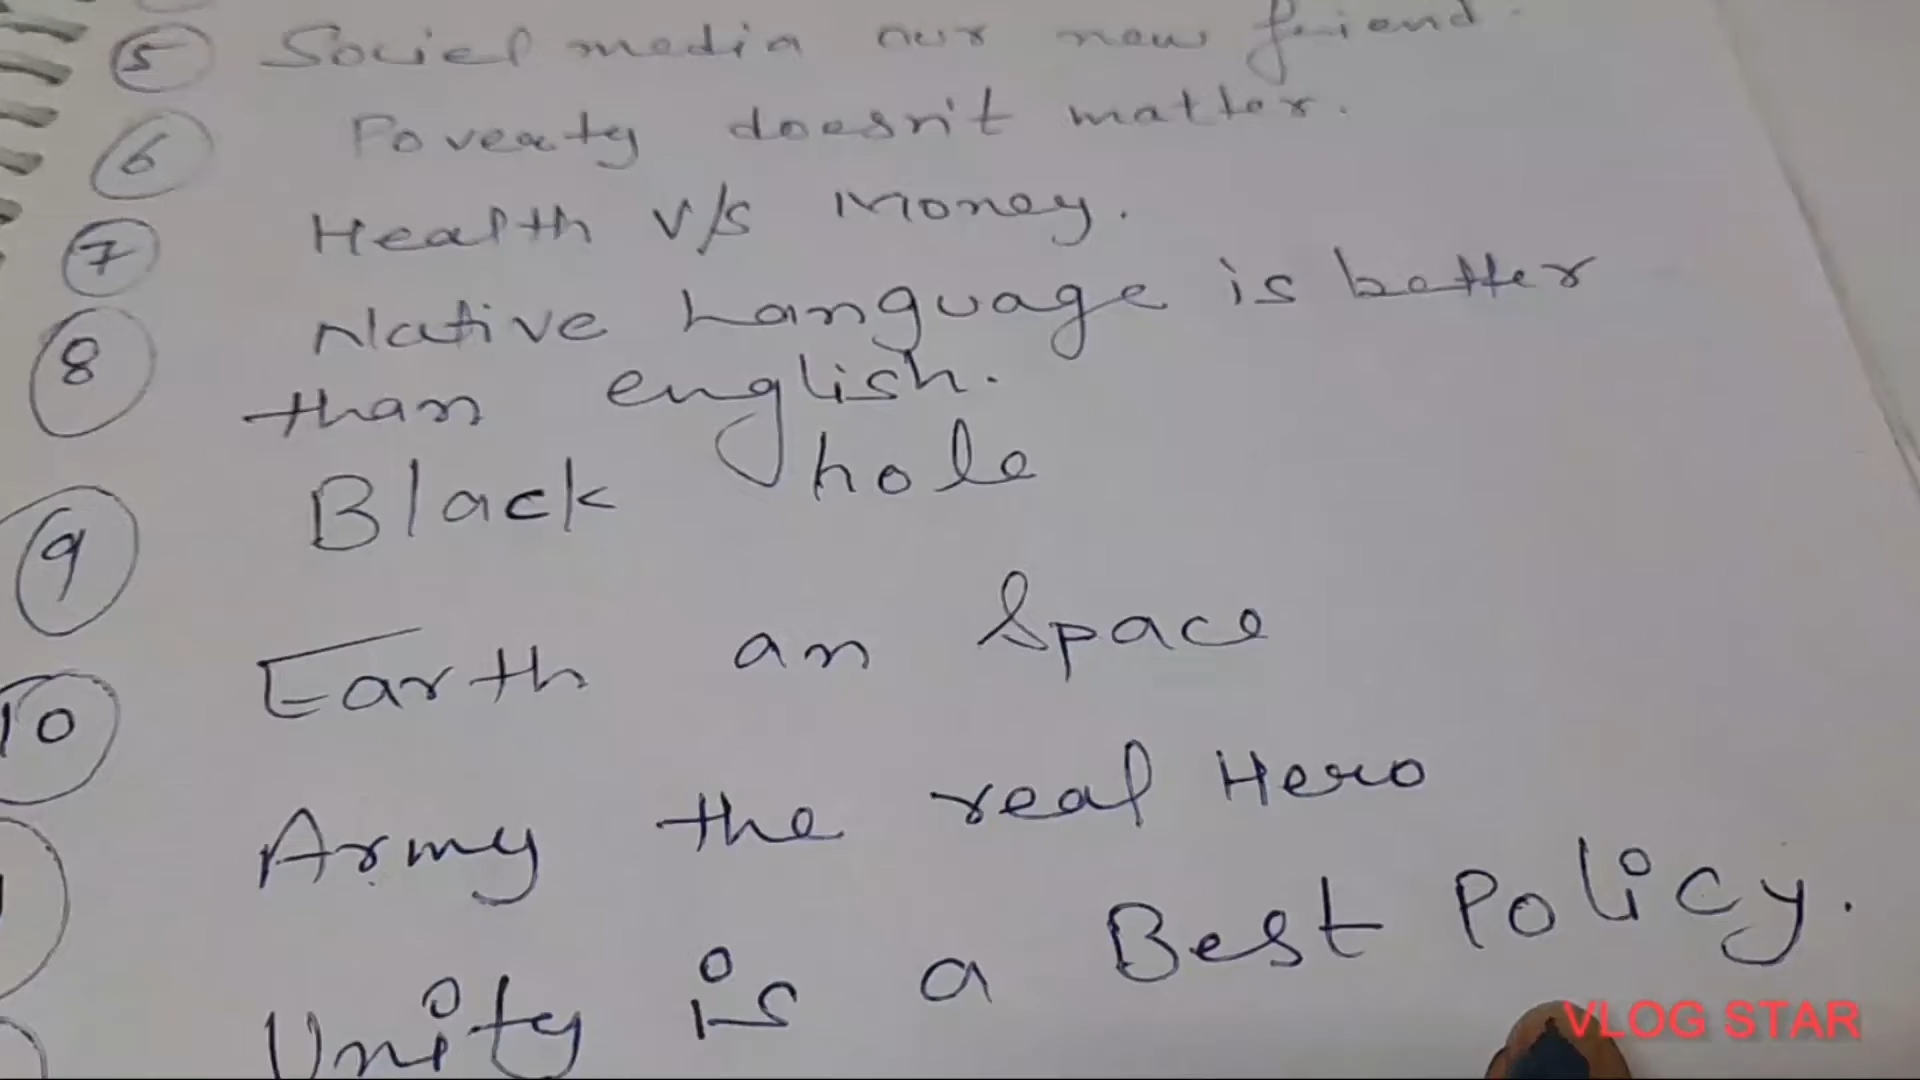 5 Social media our new friend.
6 Poverty doesn't matter.
7 Health v/s Money.
8 Native Language is better
than english.
9 Black hole
10 Earth an Space
Army the real Hero
Unity is a Best Policy.
VLOG STAR